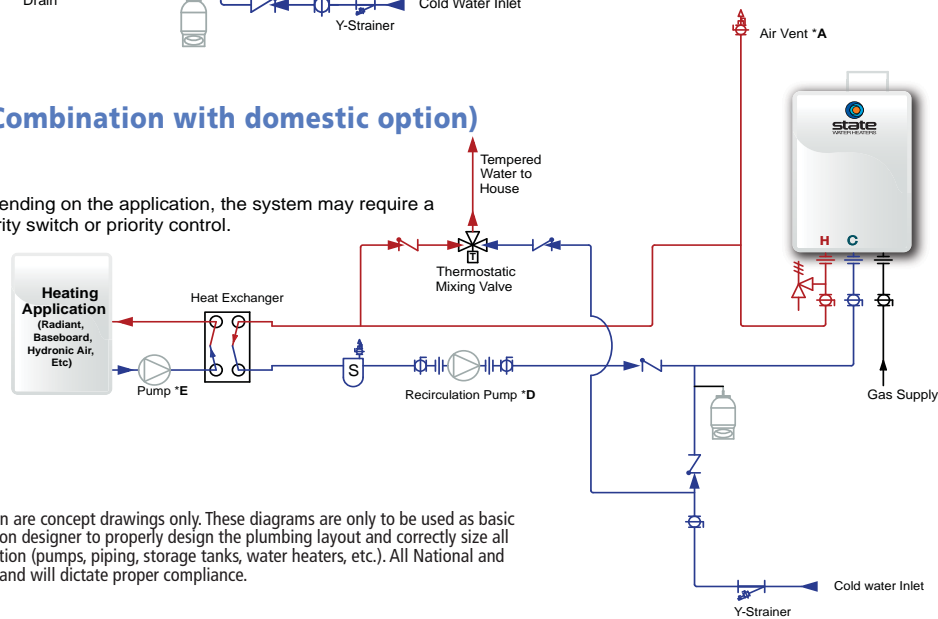 Drain
Cold Water Inlet
Y-Strainer
Air Vent *A
Combination with domestic option)
state
WATER HEATERS
Tempered
Water to
House
ending on the application, the system may require a
rity switch or priority control.
H C
T
Thermostatic
Mixing Valve
Heating
Application
(Radiant,
Baseboard,
Hydronic Air,
Etc)
Heat Exchanger
S
Pump *E
Recirculation Pump *D
Gas Supply
n are concept drawings only. These diagrams are only to be used as basic
on designer to properly design the plumbing layout and correctly size all
tion (pumps, piping, storage tanks, water heaters, etc.). All National and
and will dictate proper compliance.
Cold water Inlet
Y-Strainer